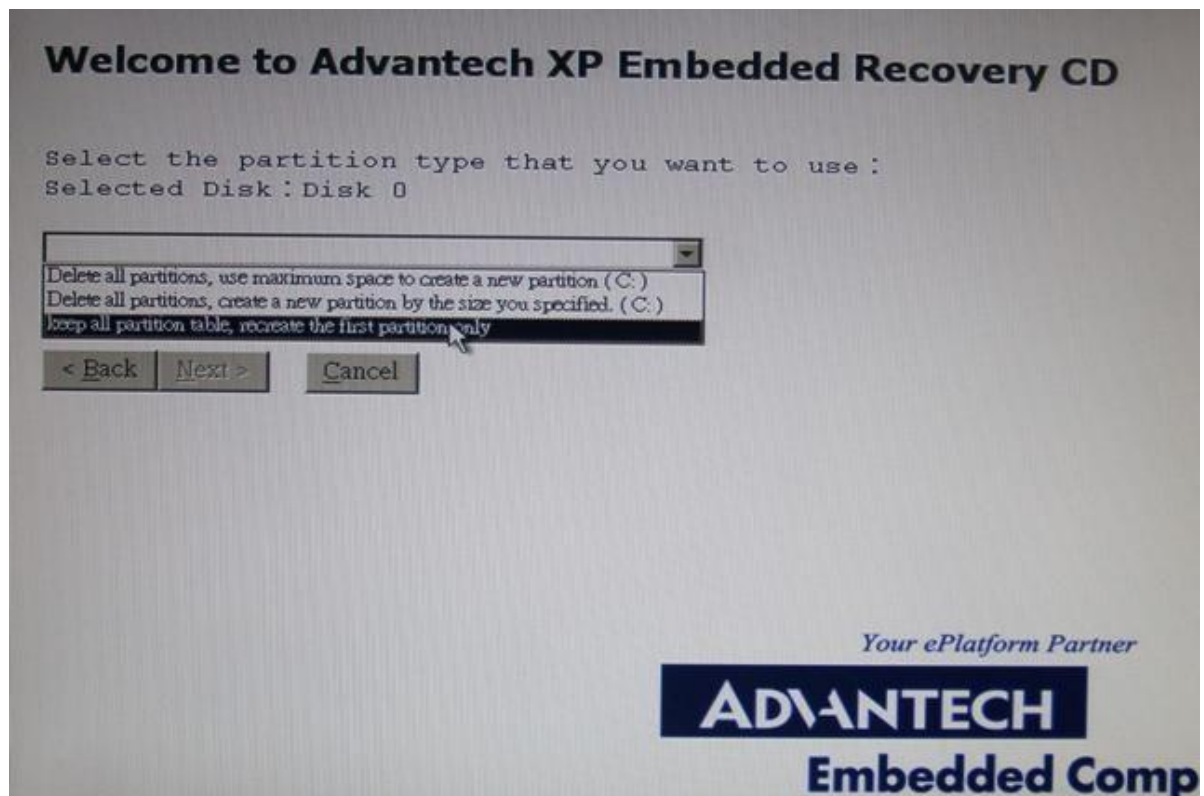 Welcome to Advantech XP Embedded Recovery CD
Select the partition type that you want to use :
Selected Disk : Disk 0
Delete all partitions, use maximum space to create a new partition ( C: )
Delete all partitions, create a new partition by the size you specified. ( C: )
keep all partition table, recreate the first partition only
< Back Next > Cancel
Your ePlatform Partner
ADVANTECH
Embedded Comp